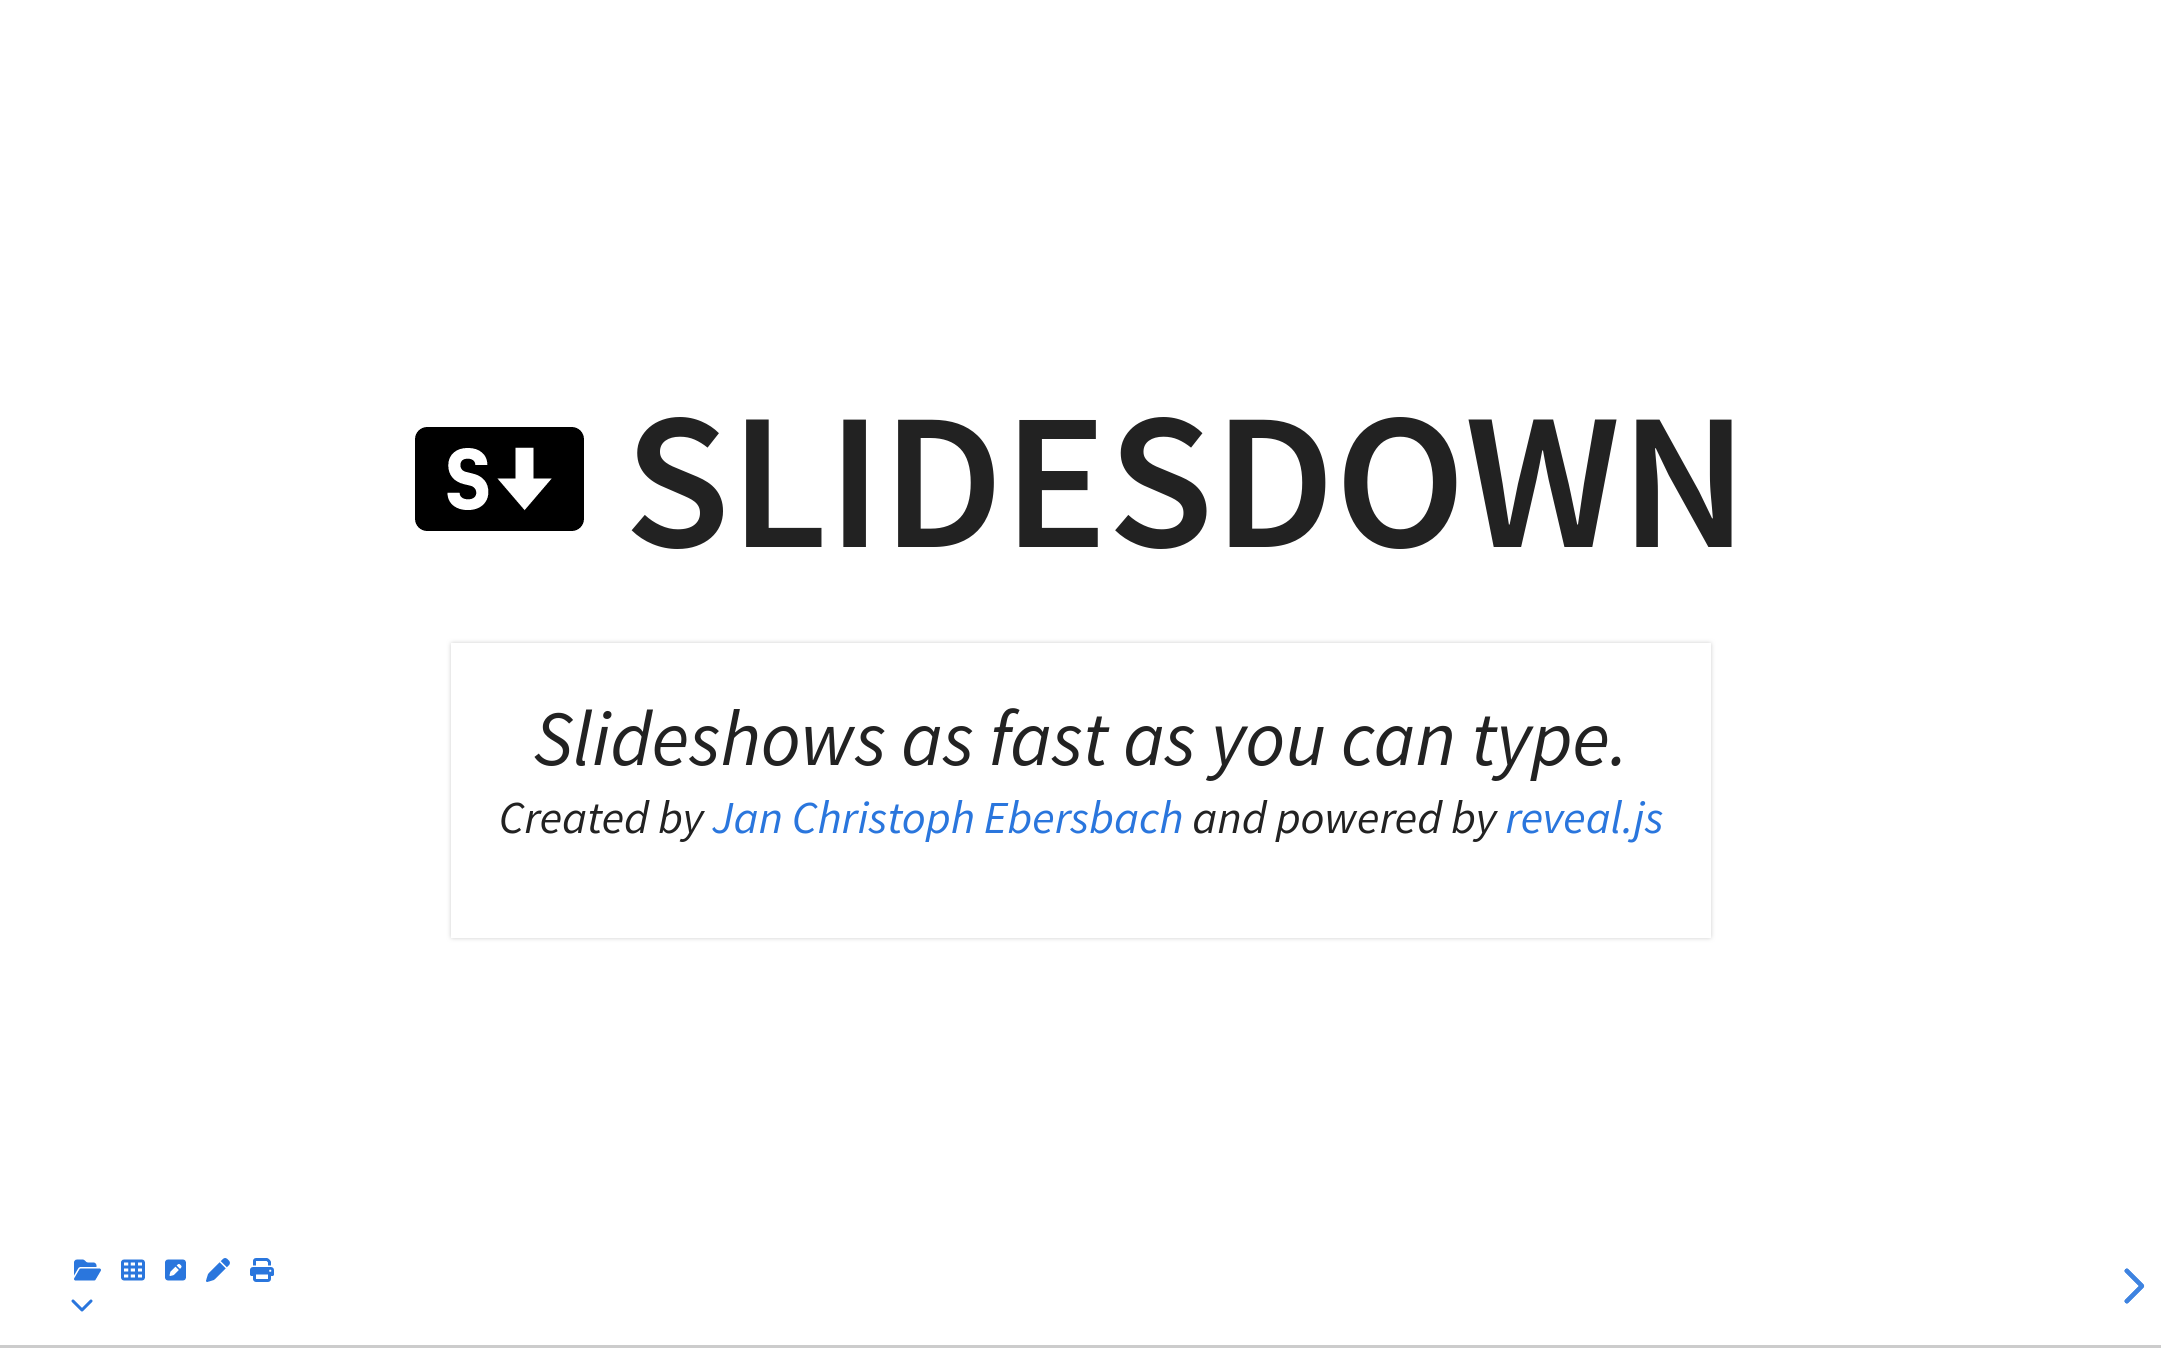 S SLIDESDOWN
Slideshows as fast as you can type.
Created by Jan Christoph Ebersbach and powered by reveal.js